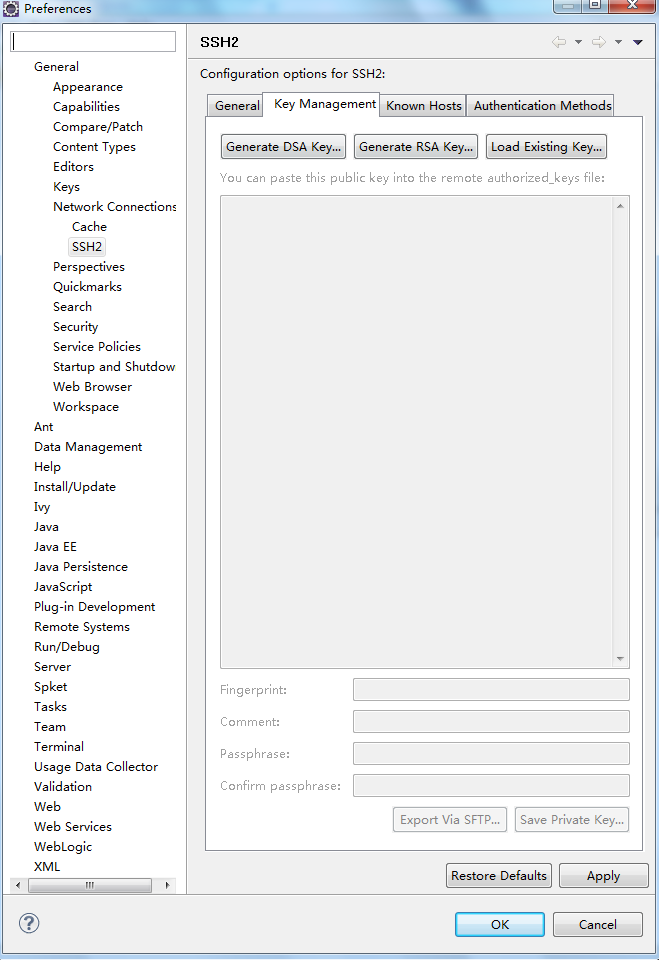 Preferences
General
Appearance
Capabilities
Compare/Patch
Content Types
Editors
Keys
Network Connections
Cache
SSH2
Perspectives
Quickmarks
Search
Security
Service Policies
Startup and Shutdow
Web Browser
Workspace
Ant
Data Management
Help
Install/Update
Ivy
Java
Java EE
Java Persistence
JavaScript
Plug-in Development
Remote Systems
Run/Debug
Server
Spket
Tasks
Team
Terminal
Usage Data Collector
Validation
Web
Web Services
WebLogic
XML
SSH2
Configuration options for SSH2:
General Key Management Known Hosts Authentication Methods
Generate DSA Key... Generate RSA Key... Load Existing Key...
You can paste this public key into the remote authorized_keys file:
Fingerprint:
Comment:
Passphrase:
Confirm passphrase:
Export Via SFTP... Save Private Key...
Restore Defaults Apply
? OK Cancel